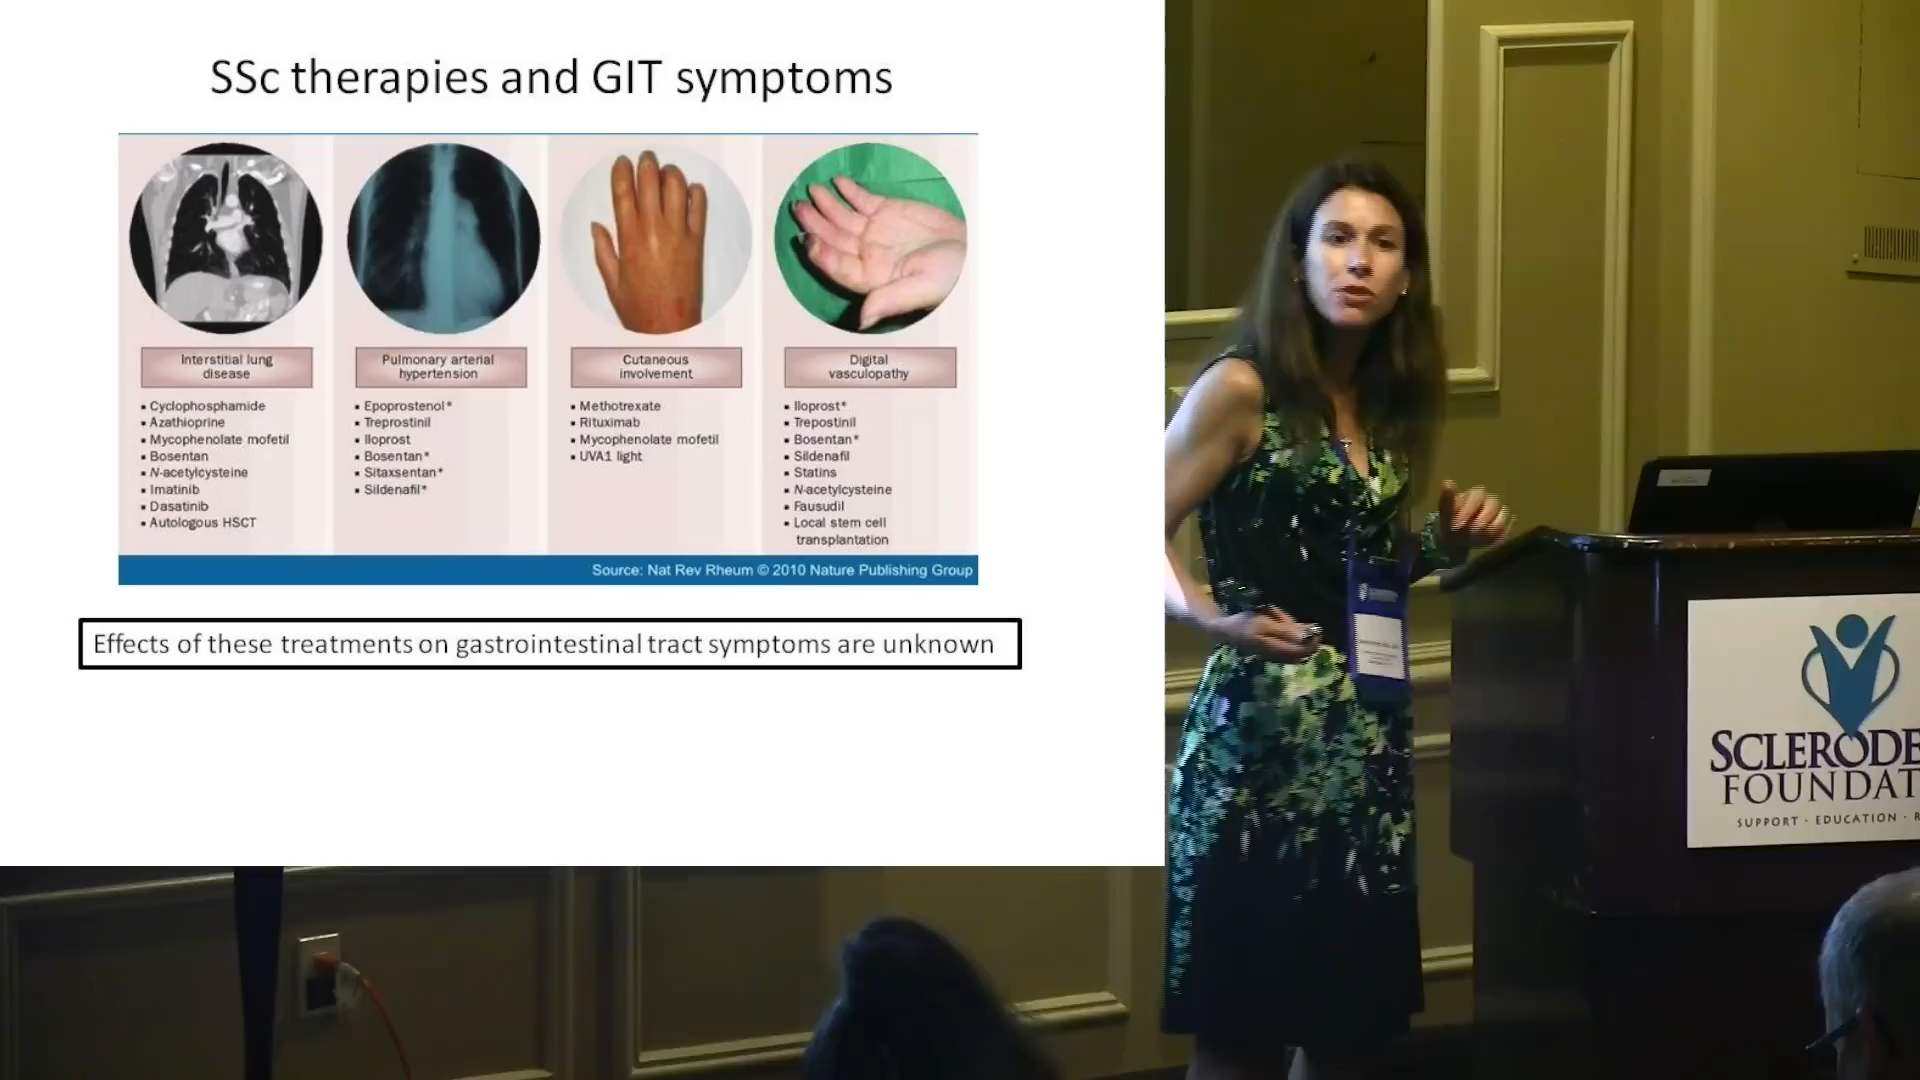 SSc therapies and GIT symptoms
Interstitial lung
disease
▪ Cyclophosphamide
▪ Azathioprine
▪ Mycophenolate mofetil
▪ Bosentan
▪ N-acetylcysteine
▪ Imatinib
▪ Dasatinib
▪ Autologous HSCT
Pulmonary arterial
hypertension
▪ Epoprostenol*
▪ Treprostinil
▪ Iloprost
▪ Bosentan*
▪ Sitaxsentan*
▪ Sildenafil*
Cutaneous
involvement
▪ Methotrexate
▪ Rituximab
▪ Mycophenolate mofetil
▪ UVA1 light
Digital
vasculopathy
▪ Iloprost*
▪ Trepostinil
▪ Bosentan*
▪ Sildenafil
▪ Statins
▪ N-acetylcysteine
▪ Fausudil
▪ Local stem cell
transplantation
Source: Nat Rev Rheum © 2010 Nature Publishing Group
Effects of these treatments on gastrointestinal tract symptoms are unknown
SCLERODE
FOUNDAT
SUPPORT · EDUCATION · R